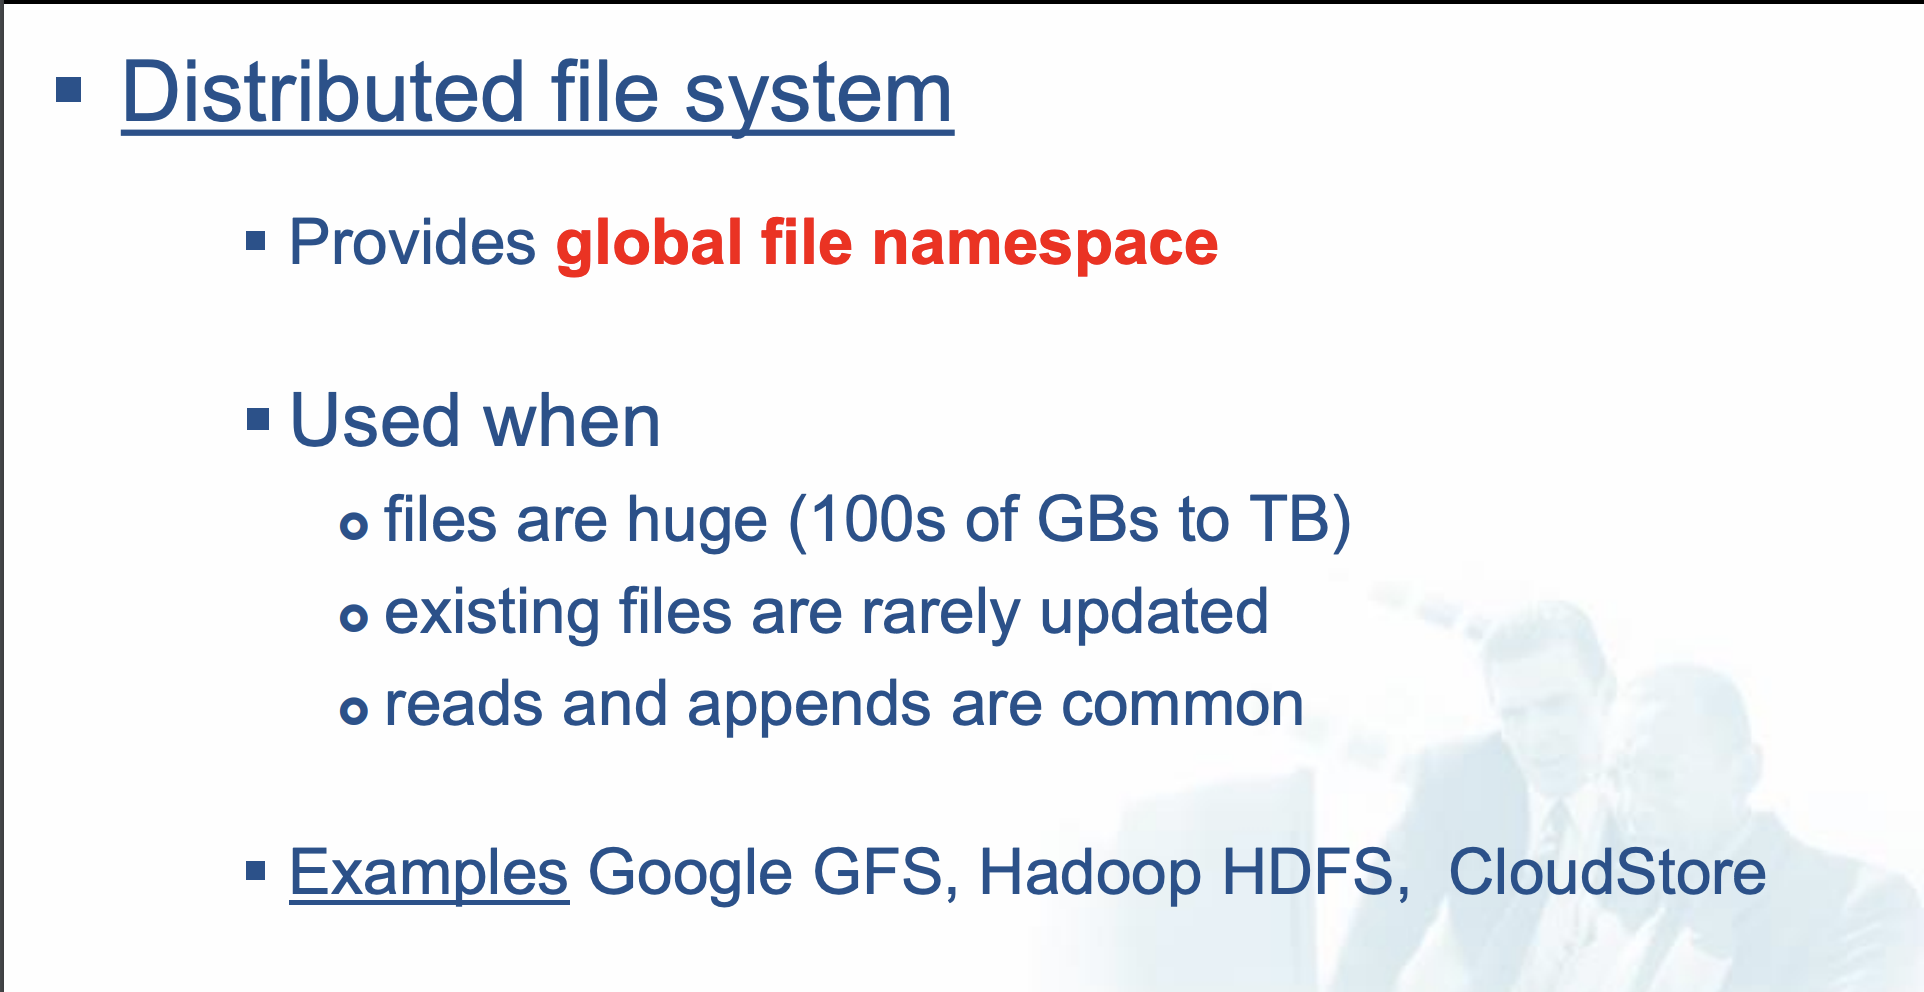 Distributed file system
Provides global file namespace
Used when
files are huge (100s of GBs to TB)
existing files are rarely updated
reads and appends are common
Examples Google GFS, Hadoop HDFS,  CloudStore